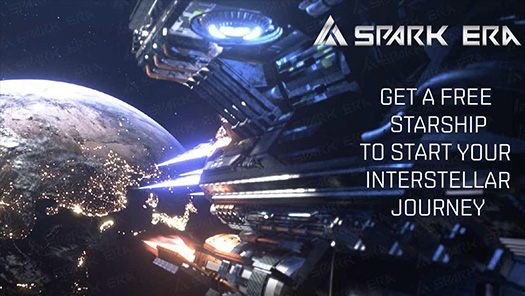 SPARK ERA
GET A FREE
STARSHIP
TO START YOUR
INTERSTELLAR
JOURNEY